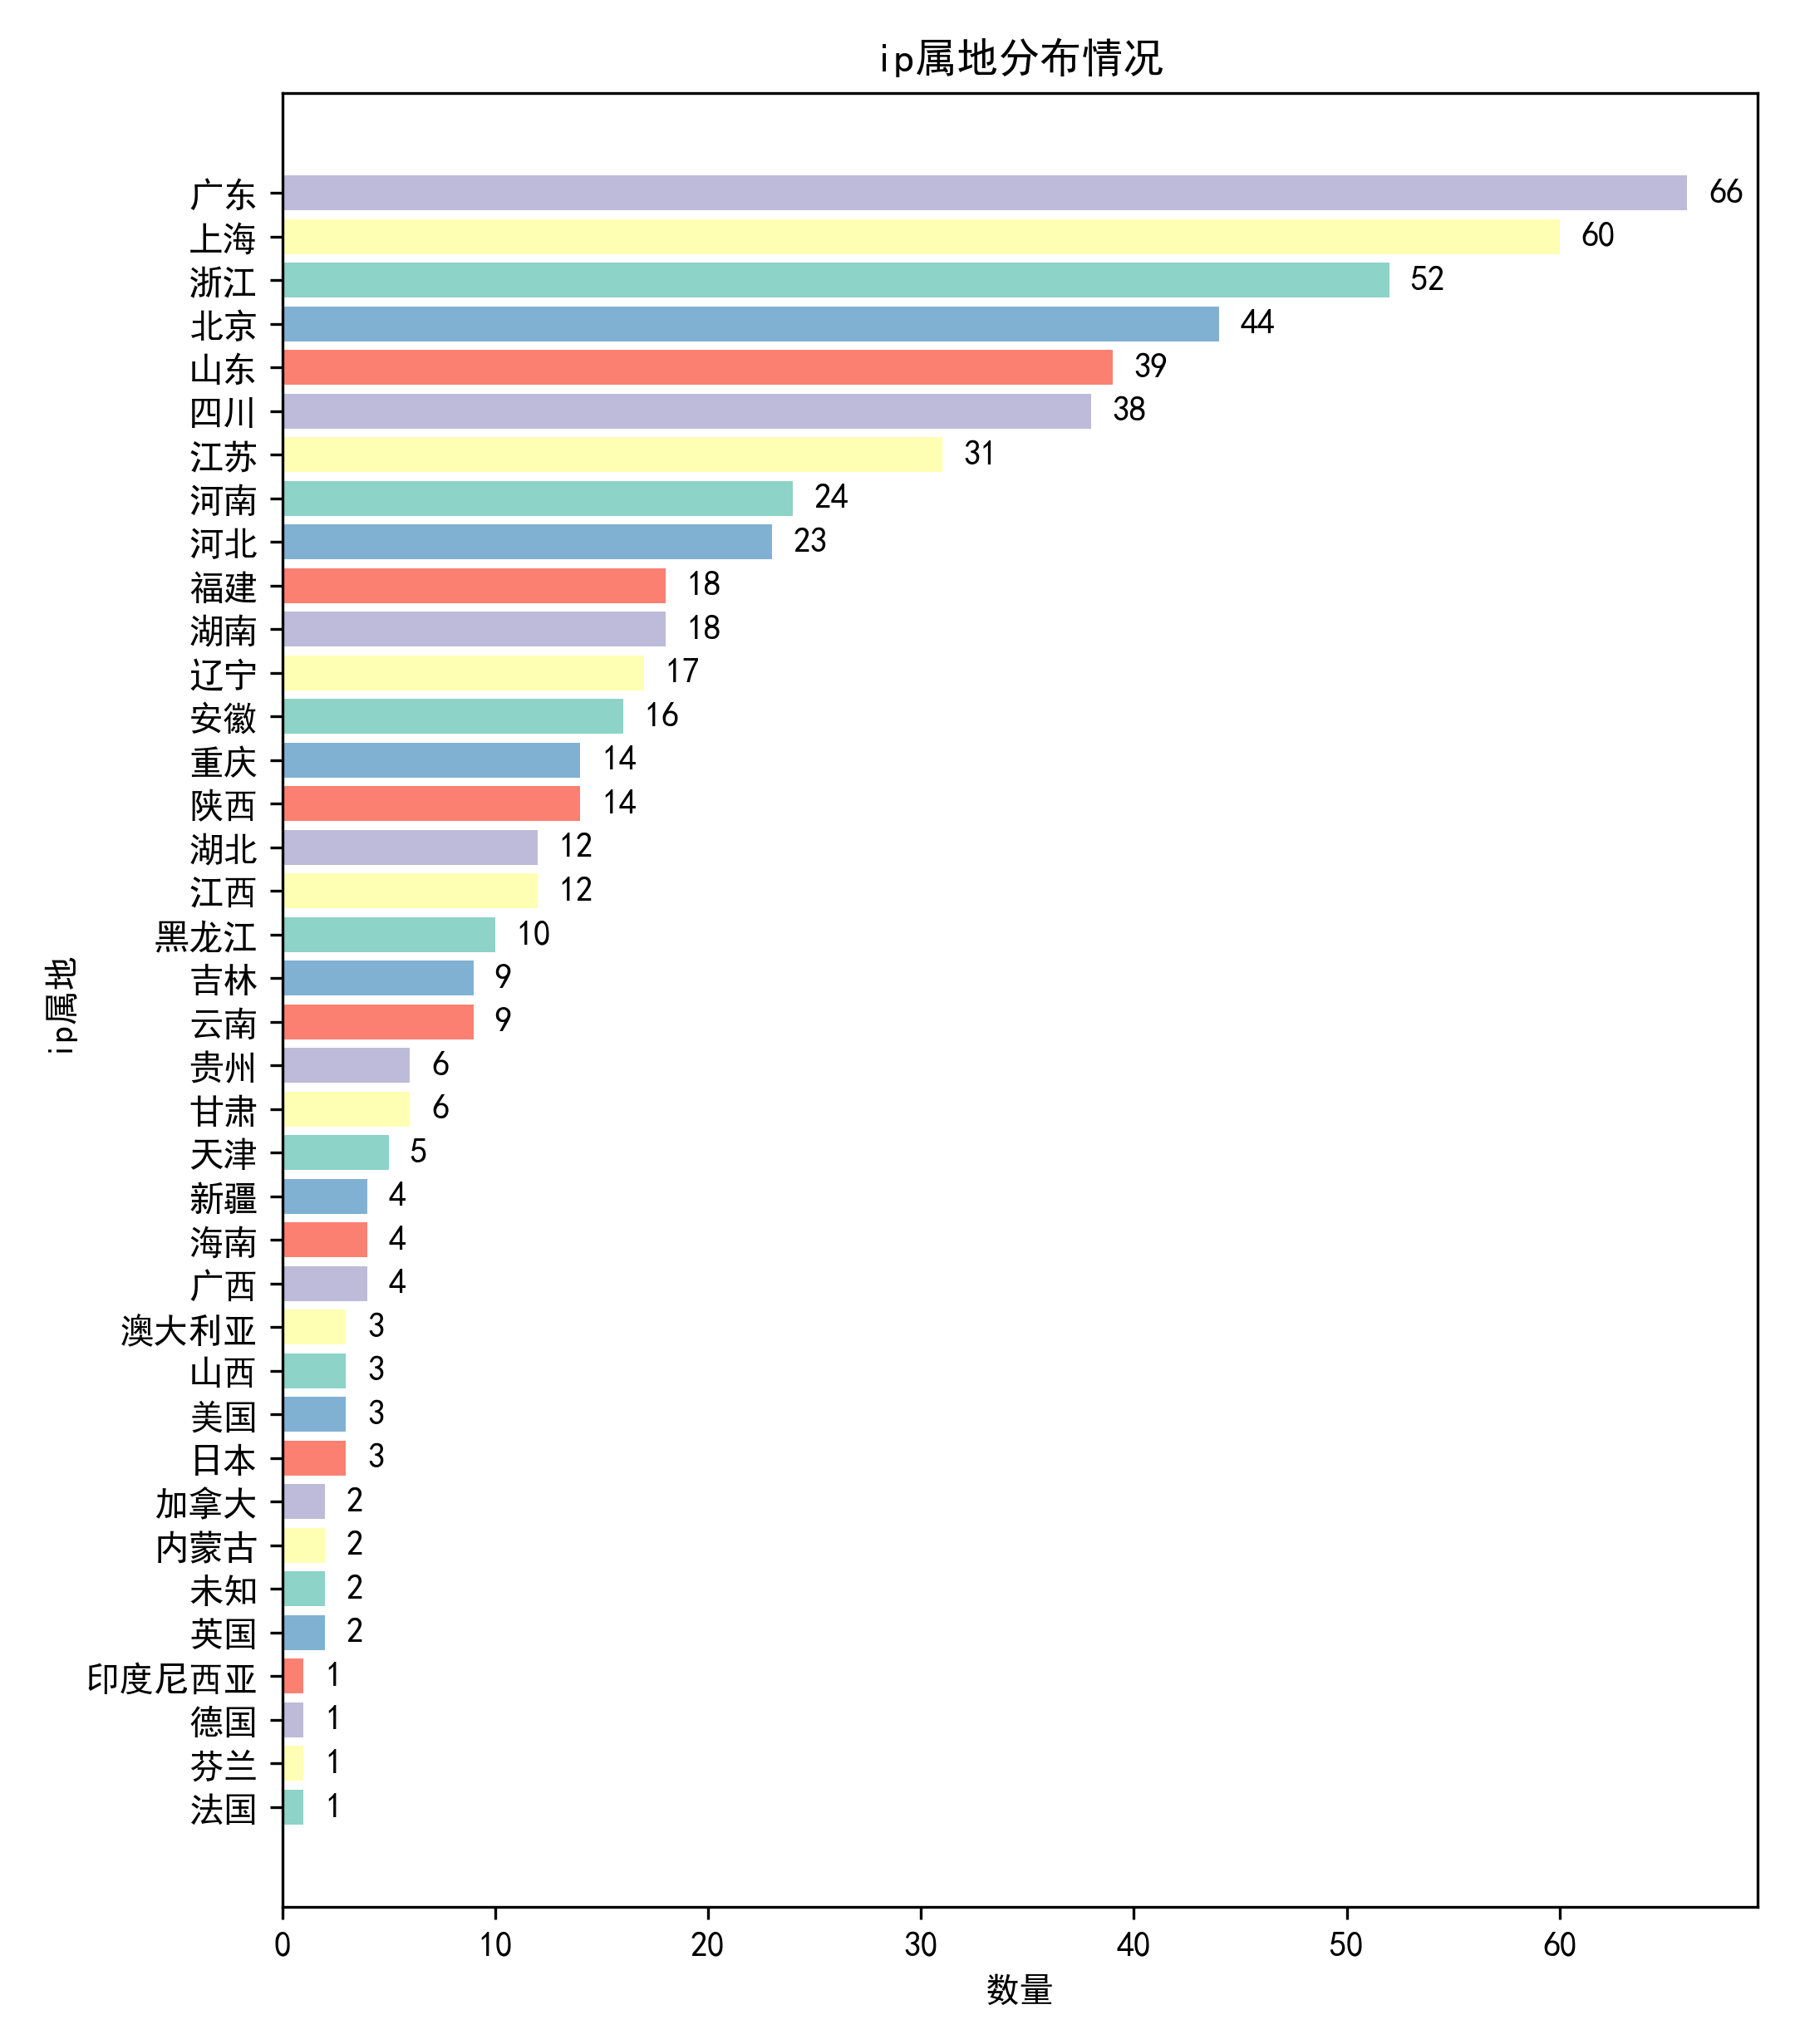 ip属地分布情况
广东 66
上海 60
浙江 52
北京 44
山东 39
四川 38
江苏 31
河南 24
河北 23
福建 18
湖南 18
辽宁 17
安徽 16
重庆 14
陕西 14
湖北 12
江西 12
黑龙江 10
吉林 9
云南 9
贵州 6
甘肃 6
天津 5
新疆 4
海南 4
广西 4
澳大利亚 3
山西 3
美国 3
日本 3
加拿大 2
内蒙古 2
未知 2
英国 2
印度尼西亚 1
德国 1
芬兰 1
法国 1
ip属地
0 10 20 30 40 50 60
数量